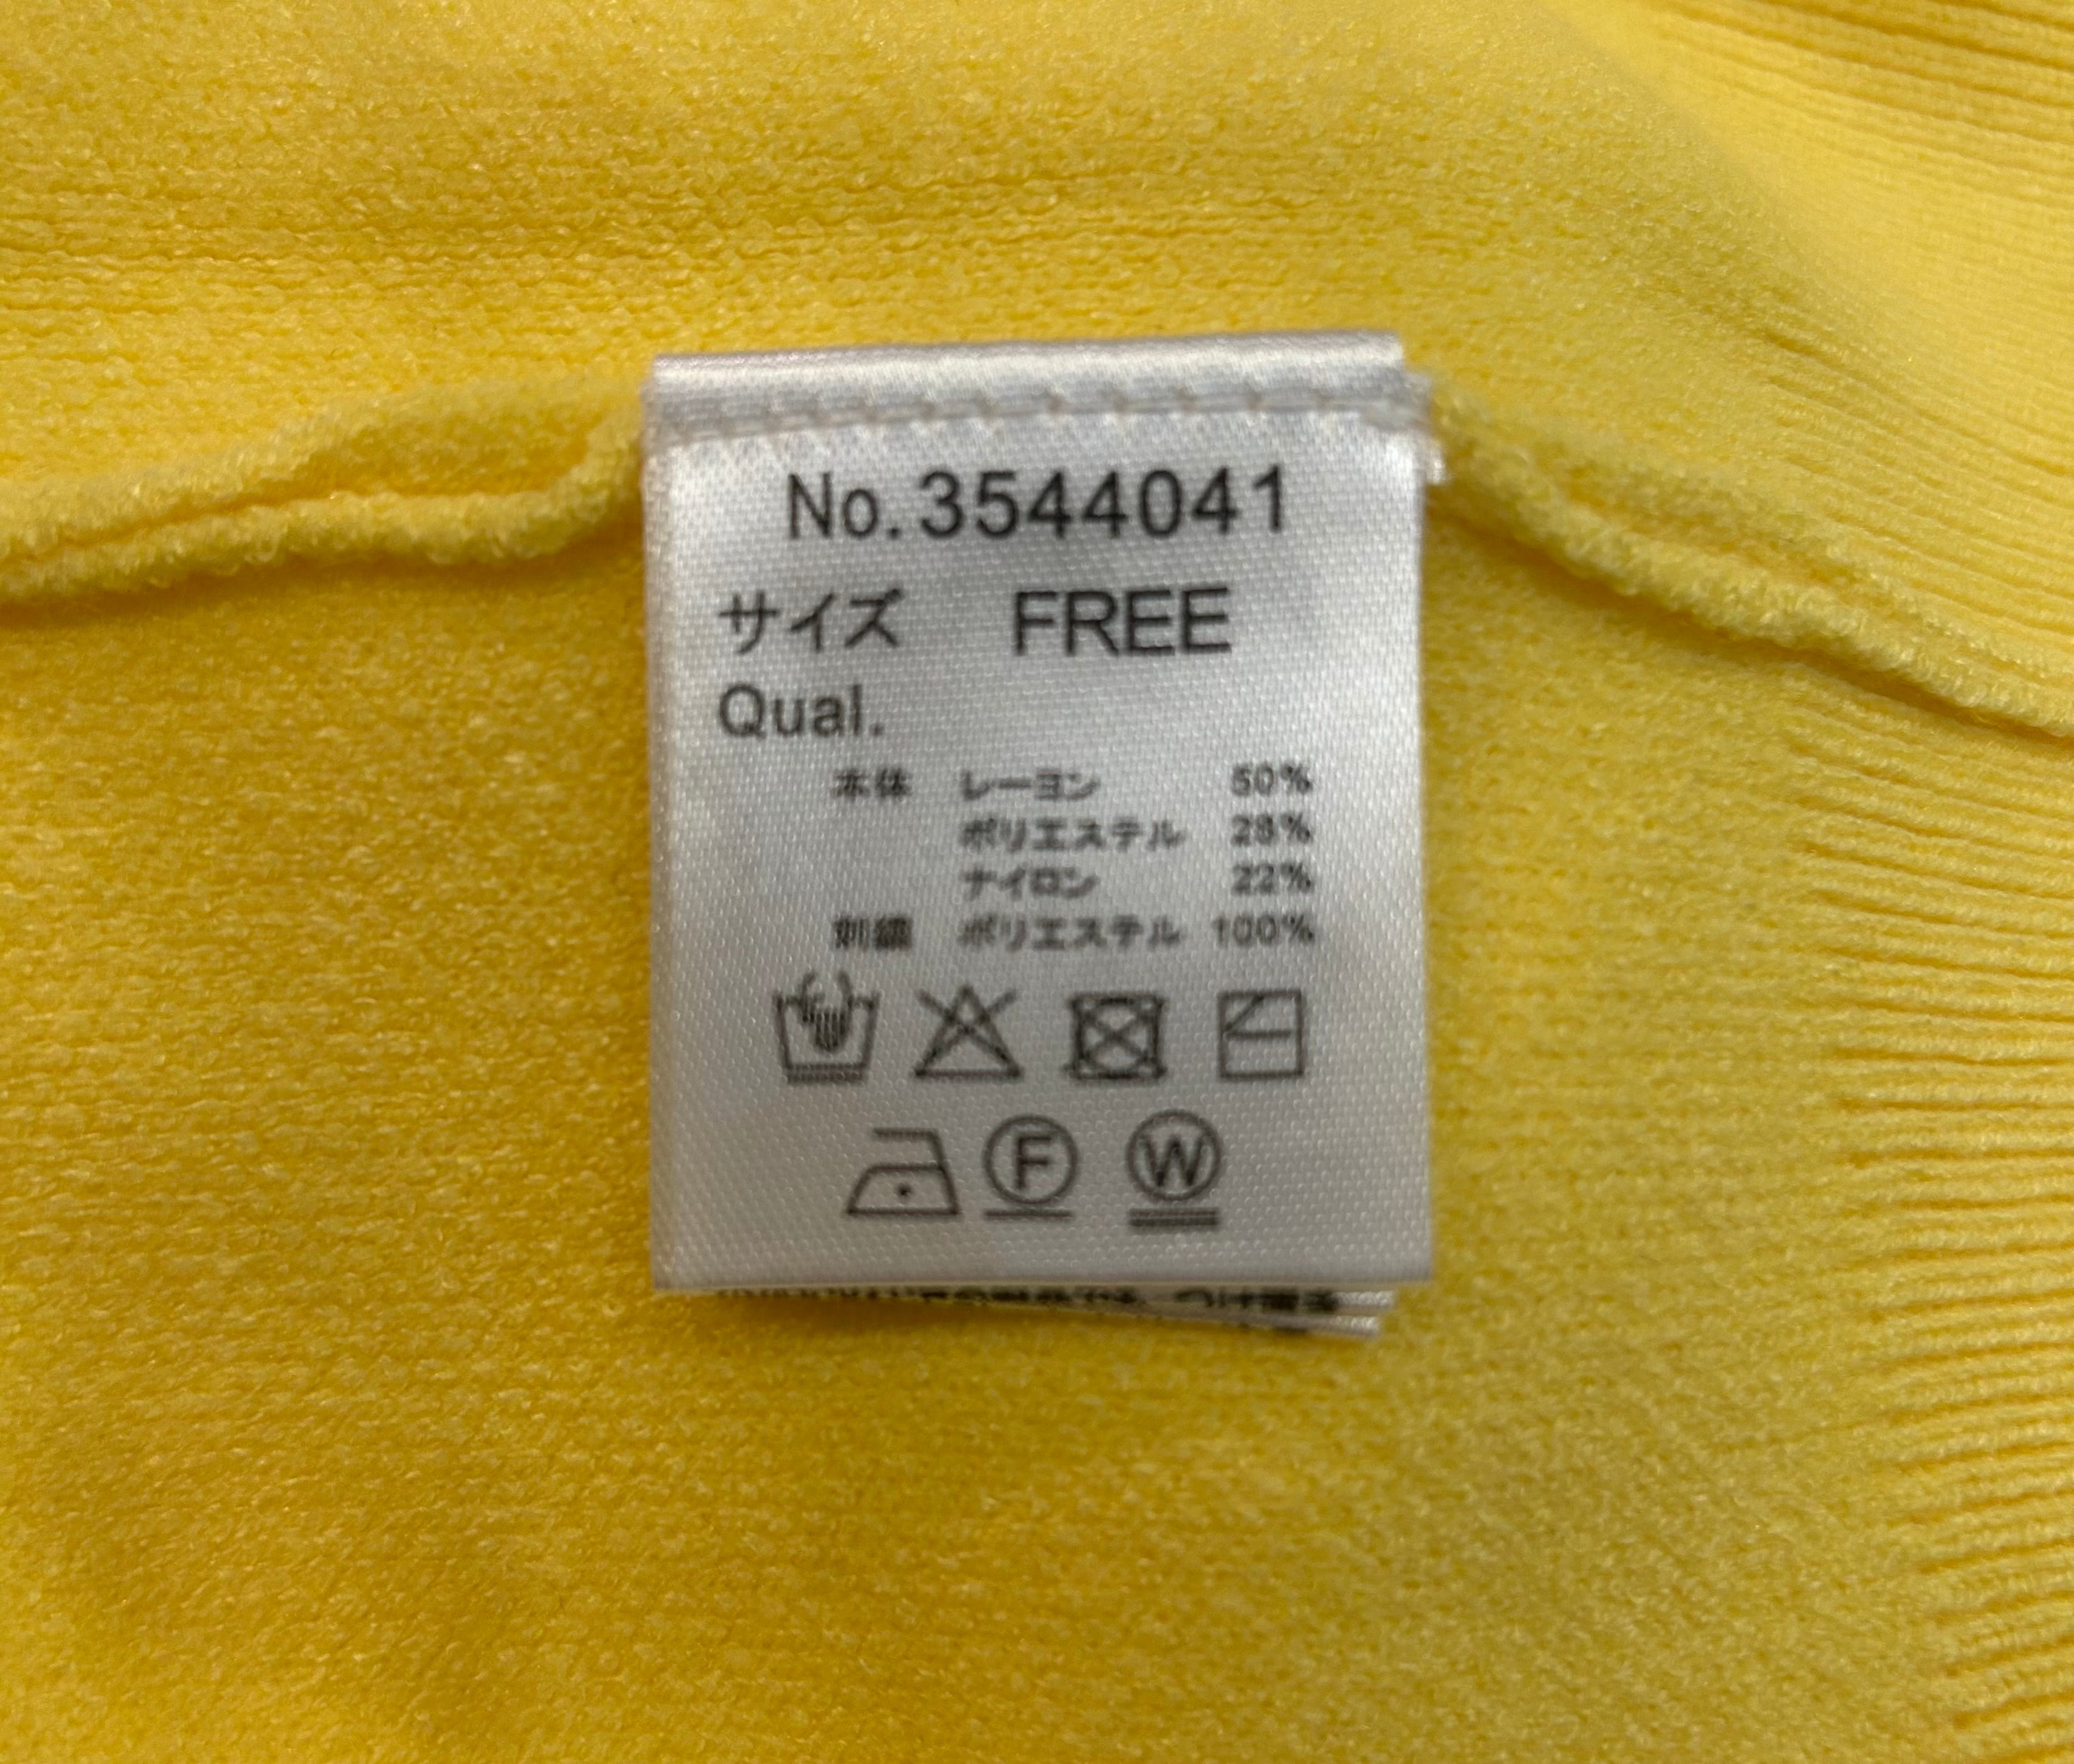 No.3544041
サイズ FREE
Qual.
本体 レーヨン 50%
ポリエステル 28%
ナイロン 22%
刺繍 ポリエステル 100%
F W